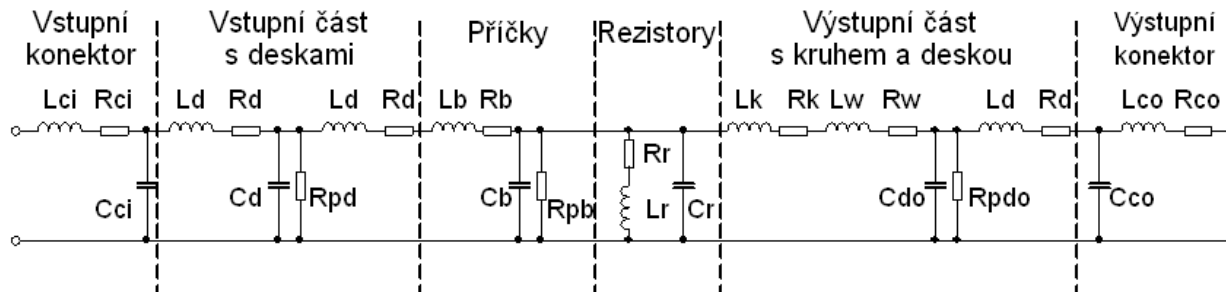 Vstupní
konektor
Vstupní část
s deskami
Příčky
Rezistory
Výstupní část
s kruhem a deskou
Výstupní
konektor
Lci Rci Ld Rd Ld Rd Lb Rb Lk Rk Lw Rw Ld Rd Lco Rco
Rr
Cci Cd Rpd Cb Rpb Lr Cr Cdo Rpdo Cco